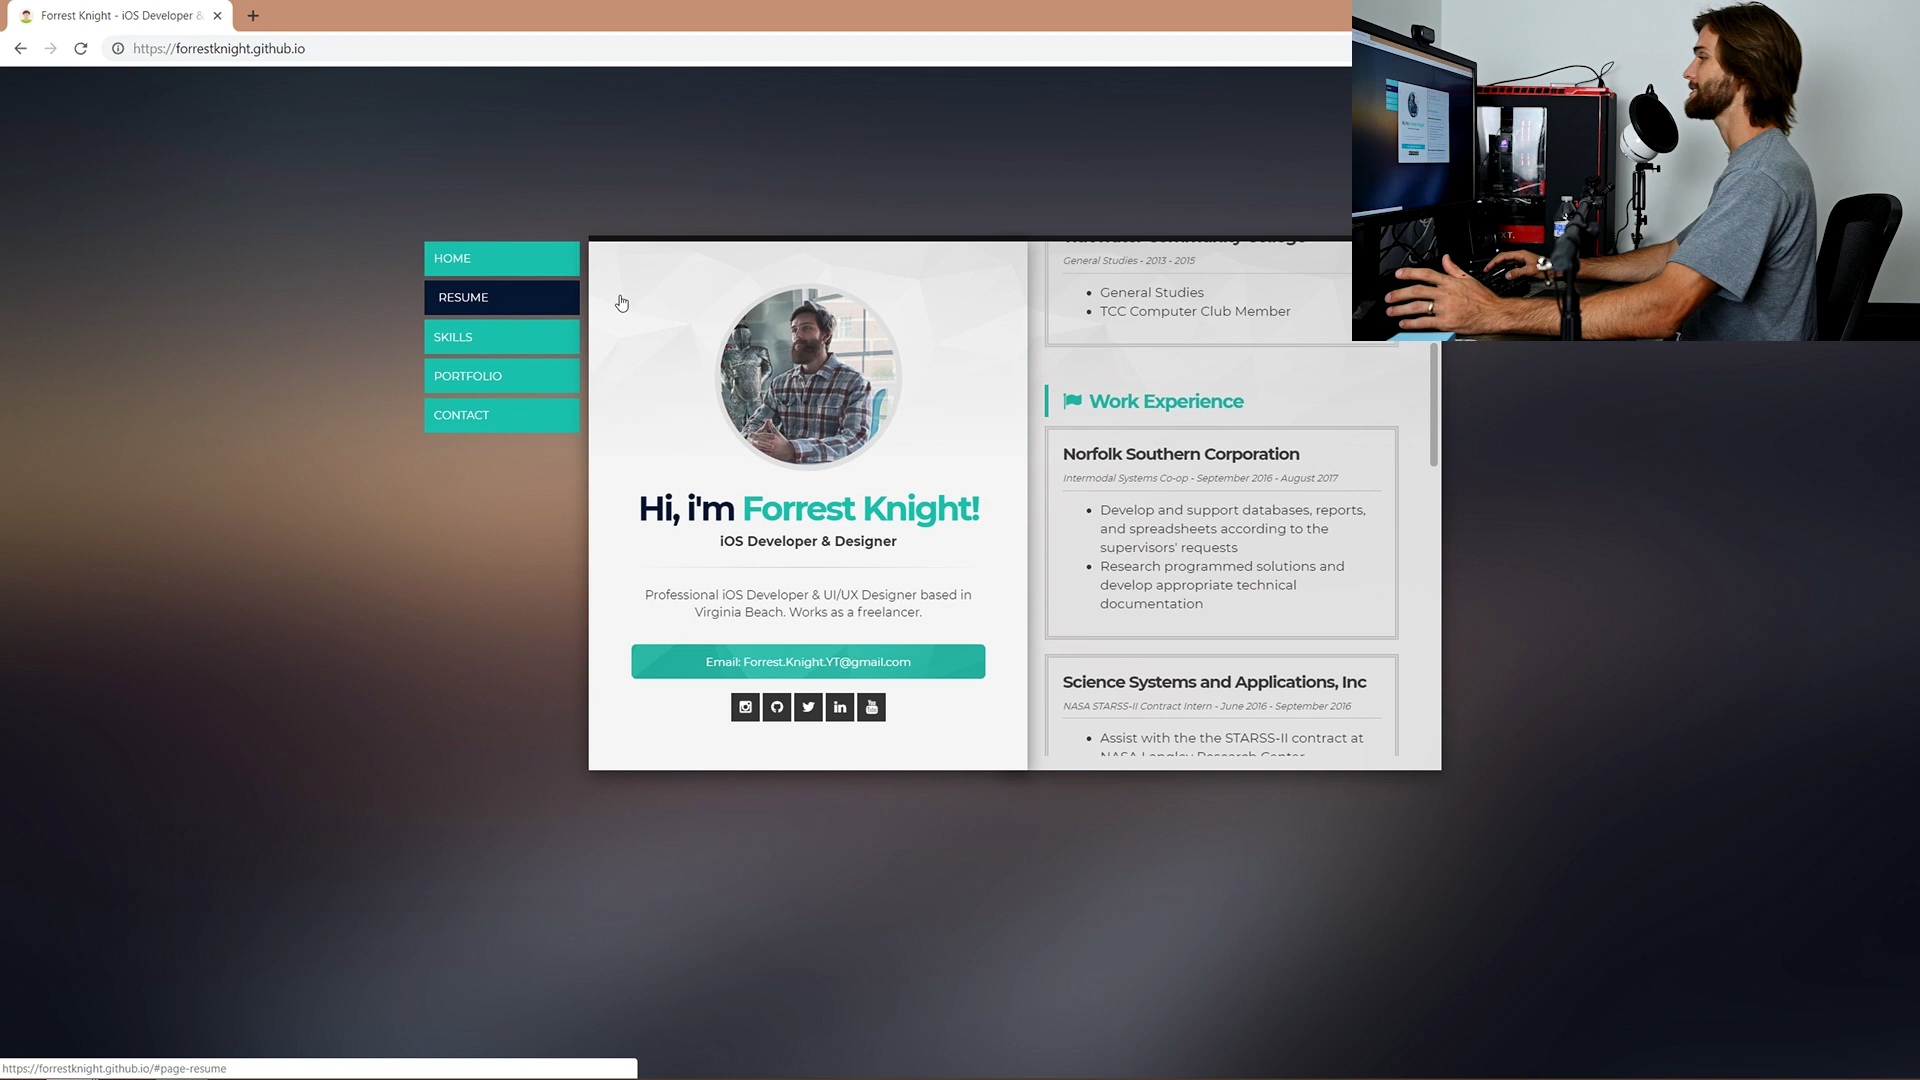 Forrest Knight - iOS Developer &
https://forrestknight.github.io
HOME
RESUME
SKILLS
PORTFOLIO
CONTACT
Hi, i'm Forrest Knight!
iOS Developer & Designer
Professional iOS Developer & UI/UX Designer based in
Virginia Beach. Works as a freelancer.
Email: Forrest.Knight.YT@gmail.com
General Studies - 2013 - 2015
General Studies
TCC Computer Club Member
Work Experience
Norfolk Southern Corporation
Intermodal Systems Co-op - September 2016 - August 2017
Develop and support databases, reports,
and spreadsheets according to the
supervisors' requests
Research programmed solutions and
develop appropriate technical
documentation
Science Systems and Applications, Inc
NASA STARSS-II Contract Intern - June 2016 - September 2016
Assist with the the STARSS-II contract at
NASA Langley Research Center
https://forrestknight.github.io/#page-resume